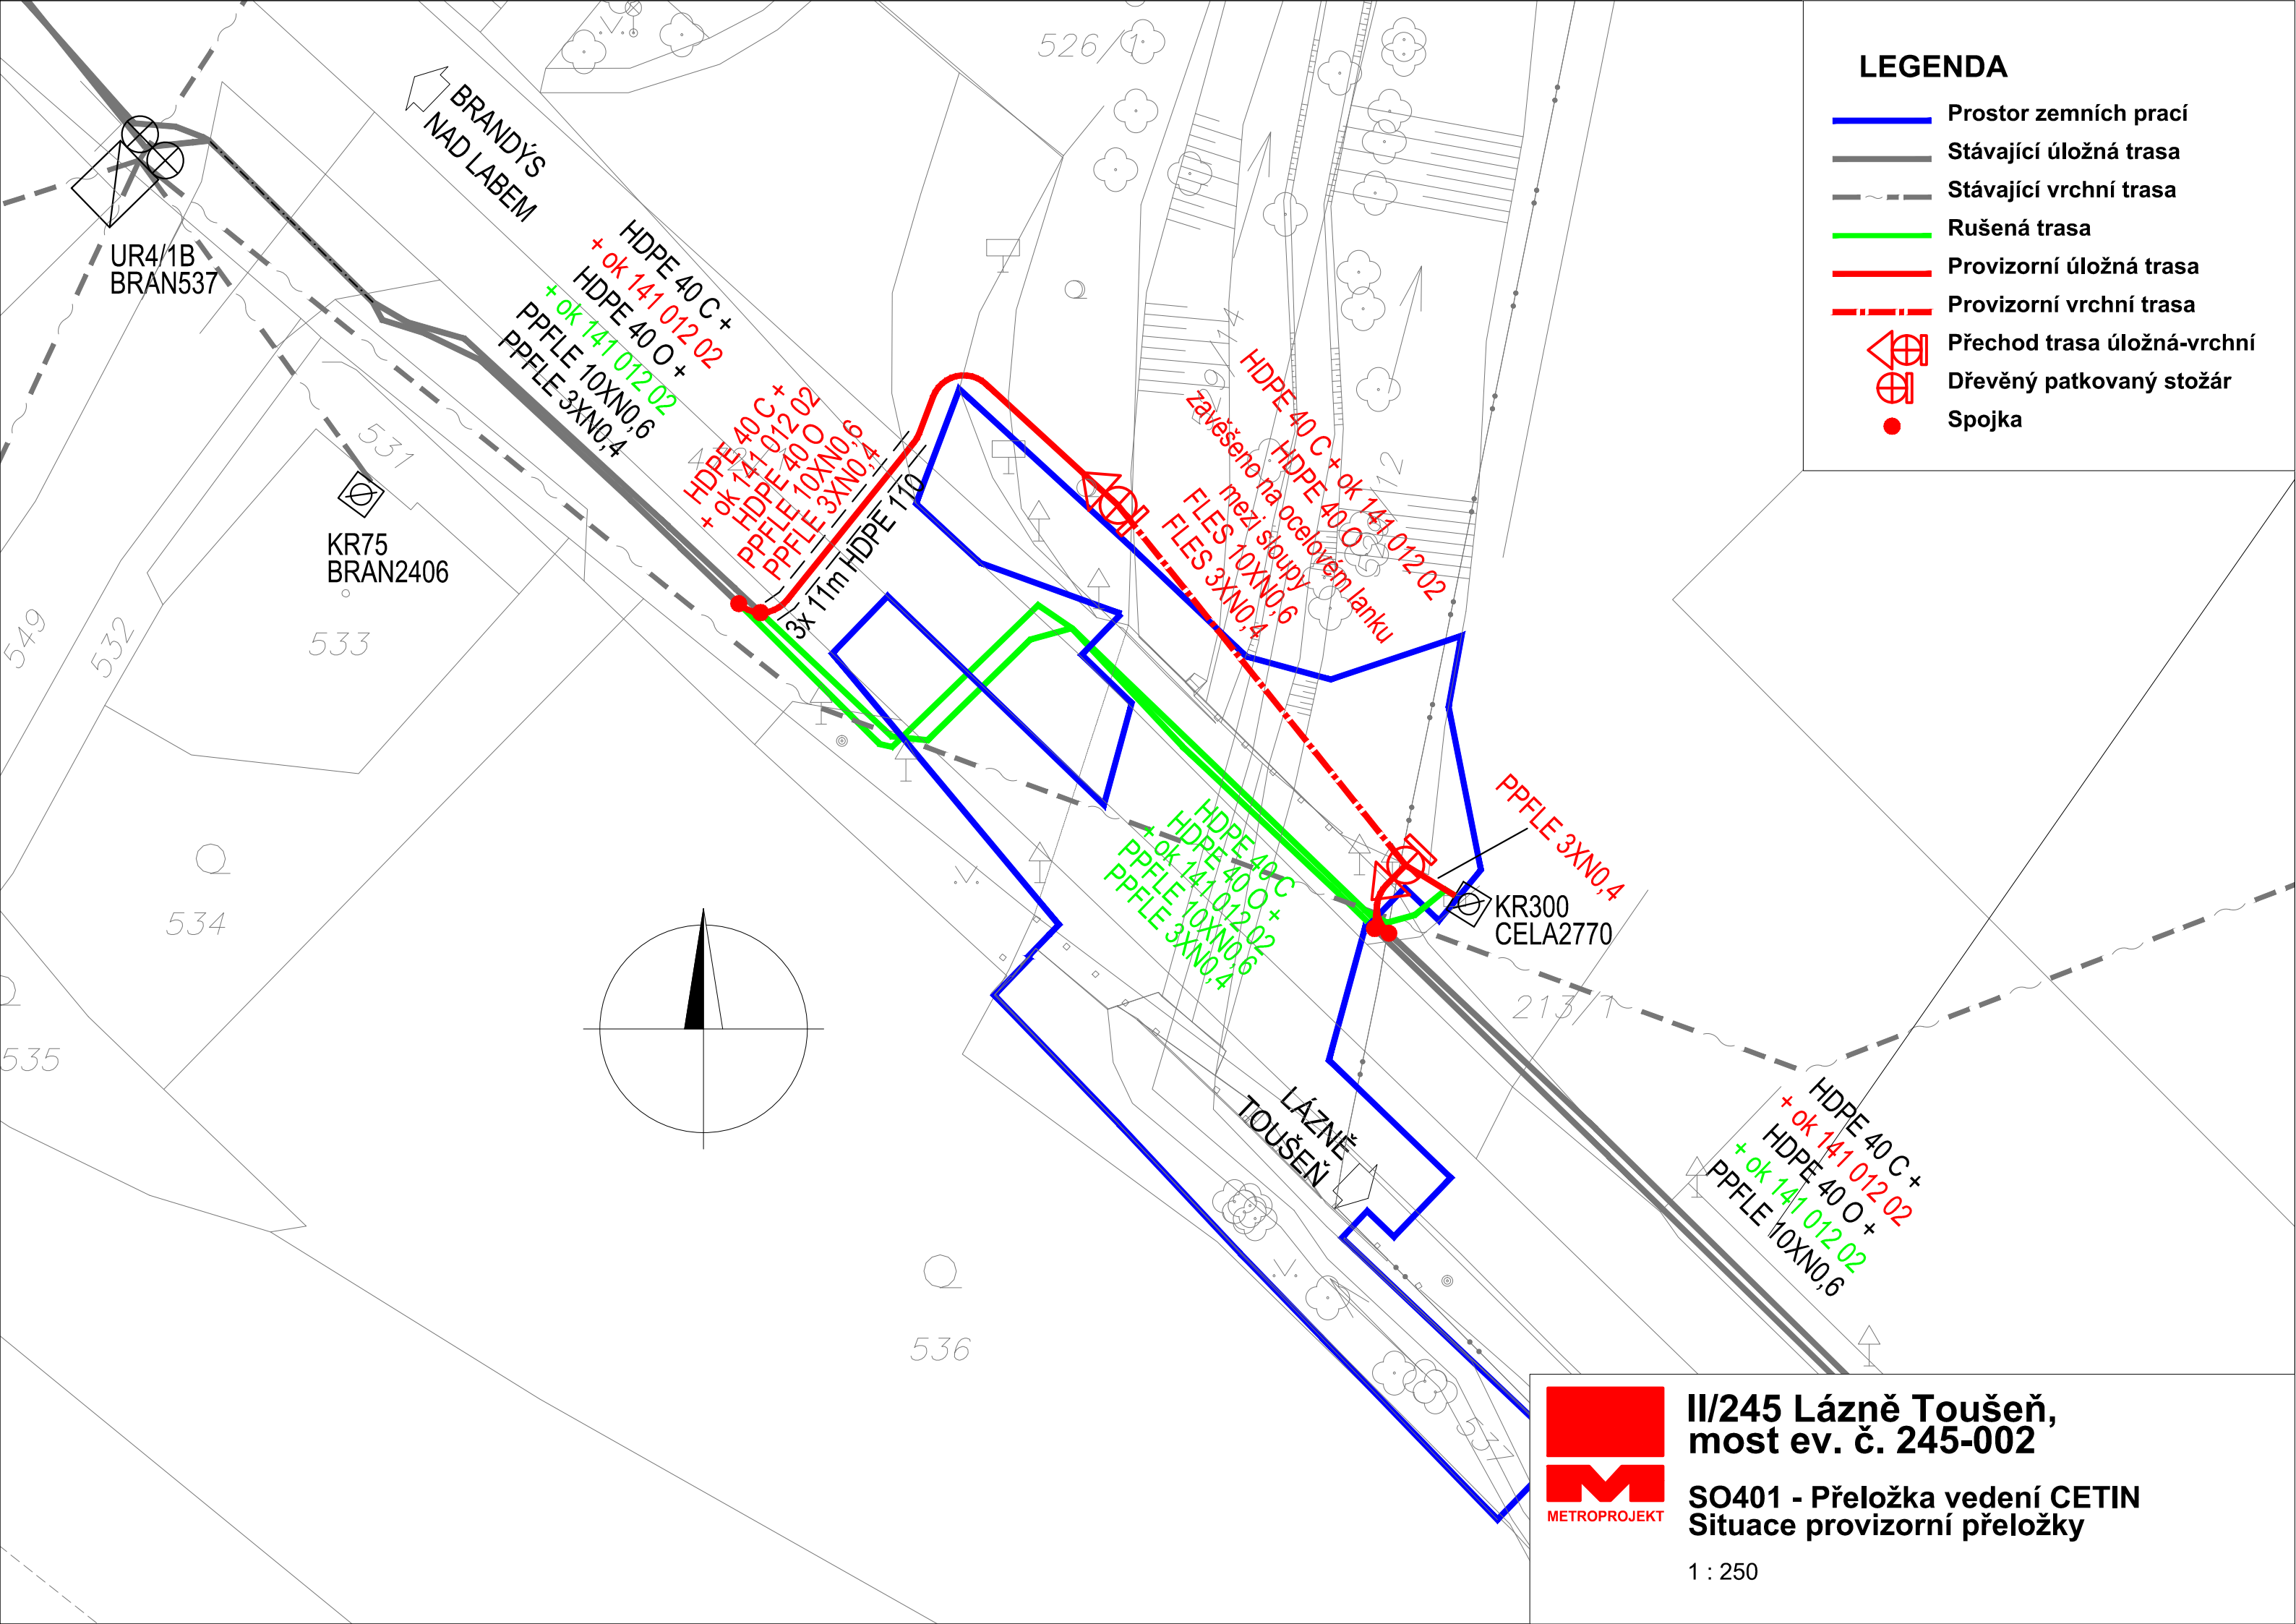 526/1
BRANDÝS
NAD LABEM
UR4/1B
BRAN537
HDPE 40 C +
+ ok 141 012 02
HDPE 40 O +
+ ok 141 012 02
PPFLE 10XN0,6
PPFLE 3XN0,4
531
KR75
BRAN2406
533
549
532
534
535
536
HDPE 40 C +
+ ok 141 012 02
HDPE 40 O
PPFLE 10XN0,6
PPFLE 3XN0,4
3x 11m HDPE 110
HDPE 40 C + ok 141 012 02
HDPE 40 O
zavěšeno na ocelovém lanku
mezi sloupy
FLES 10XN0,6
FLES 3XN0,4
HDPE 40 C
HDPE 40 O +
+ ok 141 012 02
PPFLE 10XN0,6
PPFLE 3XN0,4
PPFLE 3XN0,4
KR300
CELA2770
213/1
LÁZNĚ
TOUŠEŇ
HDPE 40 C +
+ ok 141 012 02
HDPE 40 O +
+ ok 141 012 02
PPFLE 10XN0,6
537
LEGENDA
Prostor zemních prací
Stávající úložná trasa
Stávající vrchní trasa
Rušená trasa
Provizorní úložná trasa
Provizorní vrchní trasa
Přechod trasa úložná-vrchní
Dřevěný patkovaný stožár
Spojka
METROPROJEKT
II/245 Lázně Toušeň,
most ev. č. 245-002
SO401 - Přeložka vedení CETIN
Situace provizorní přeložky
1 : 250